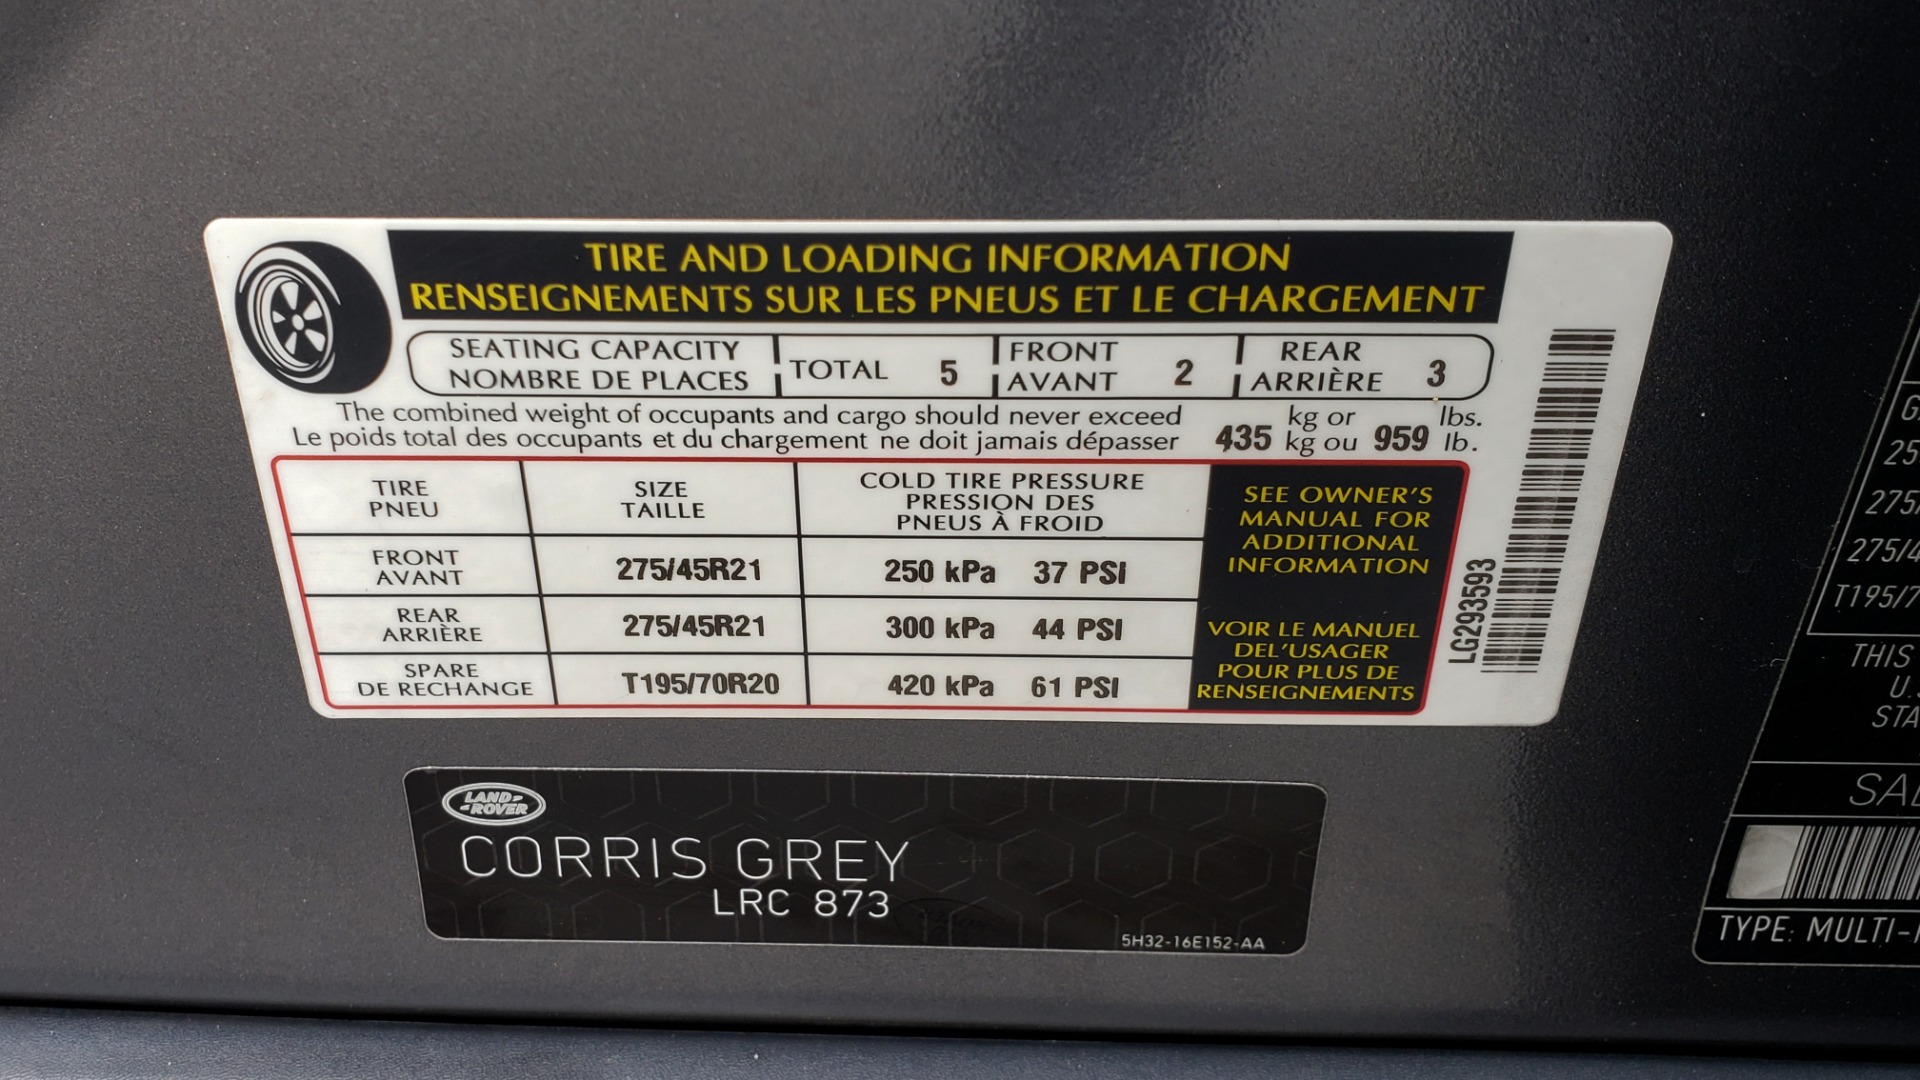 TIRE AND LOADING INFORMATION
RENSEIGNEMENTS SUR LES PNEUS ET LE CHARGEMENT
SEATING CAPACITY
NOMBRE DE PLACES
TOTAL 5
FRONT
AVANT 2
REAR
ARRIÈRE 3
The combined weight of occupants and cargo should never exceed kg or lbs.
Le poids total des occupants et du chargement ne doit jamais dépasser 435 kg ou 959 lb.
TIRE
PNEU
SIZE
TAILLE
COLD TIRE PRESSURE
PRESSION DES
PNEUS À FROID
FRONT
AVANT
275/45R21
250 kPa 37 PSI
REAR
ARRIÈRE
275/45R21
300 kPa 44 PSI
SPARE
DE RECHANGE
T195/70R20
420 kPa 61 PSI
SEE OWNER'S
MANUAL FOR
ADDITIONAL
INFORMATION
VOIR LE MANUEL
DEL'USAGER
POUR PLUS DE
RENSEIGNEMENTS
LG293593
LAND-
-ROVER
CORRIS GREY
LRC 873
5H32-16E152-AA
THIS
TYPE: MULTI-